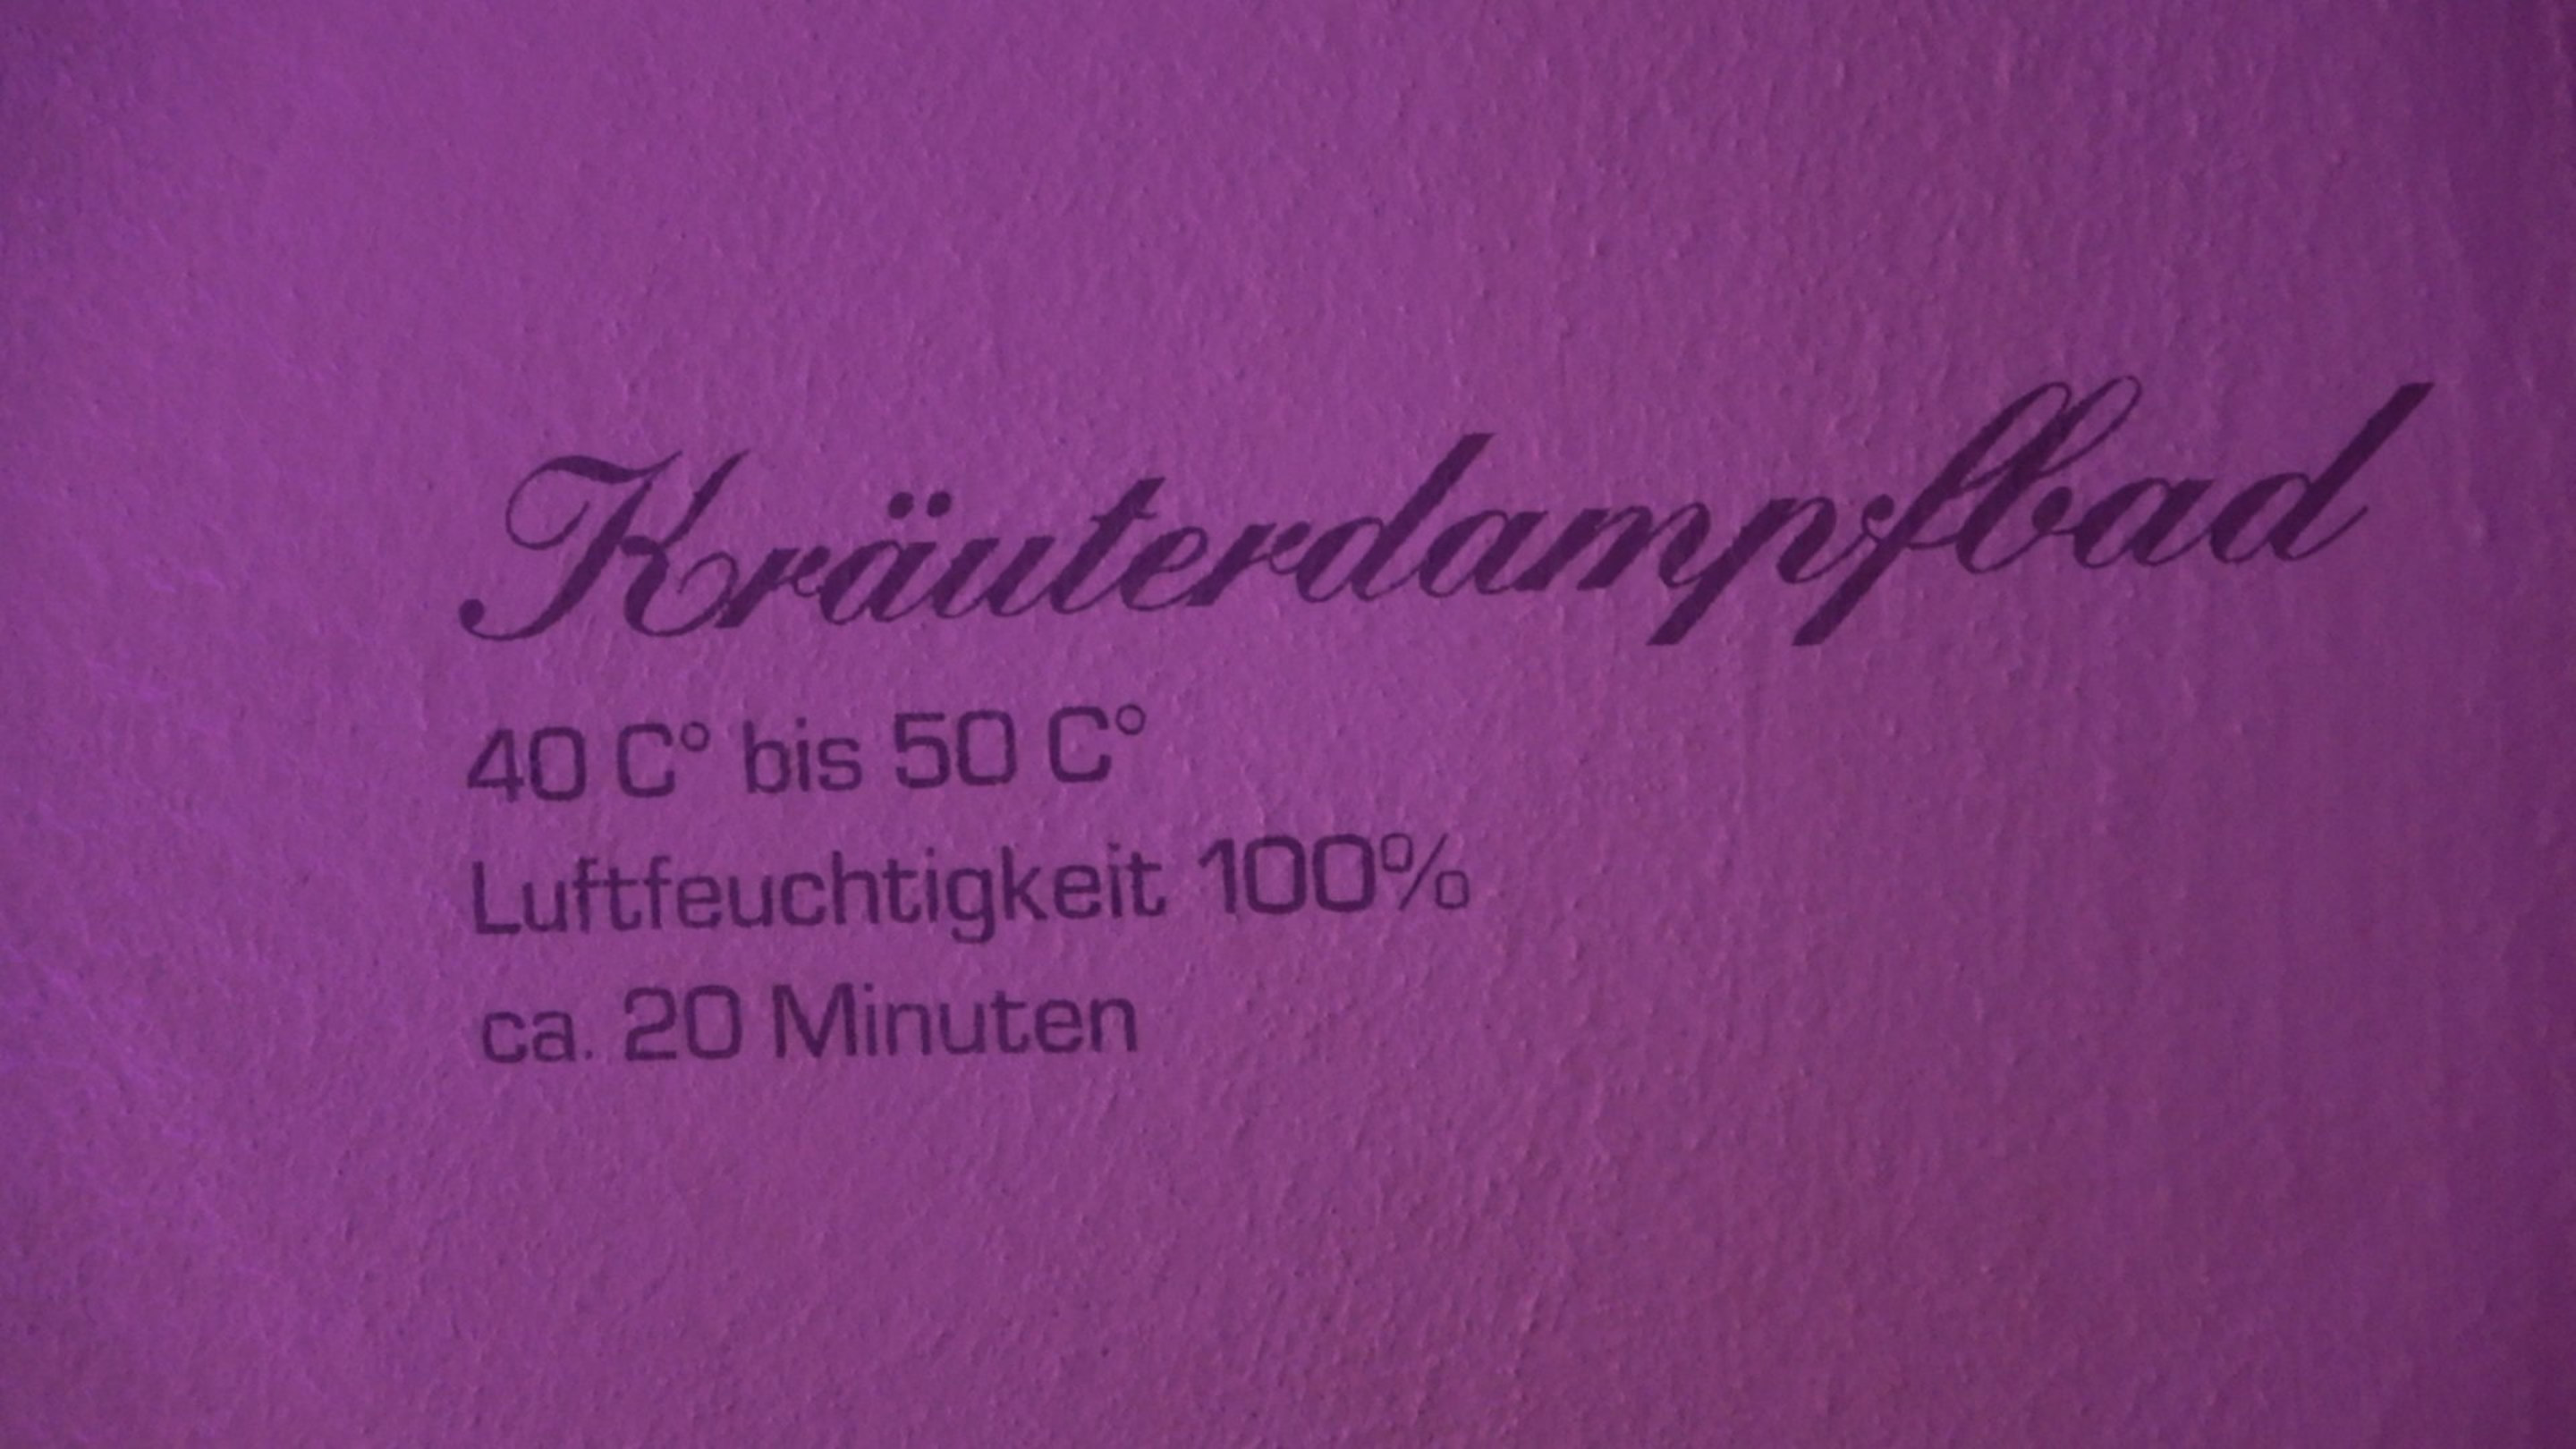 Kräuterdampfbad
40 C° bis 50 C°
Luftfeuchtigkeit 100%
ca. 20 Minuten